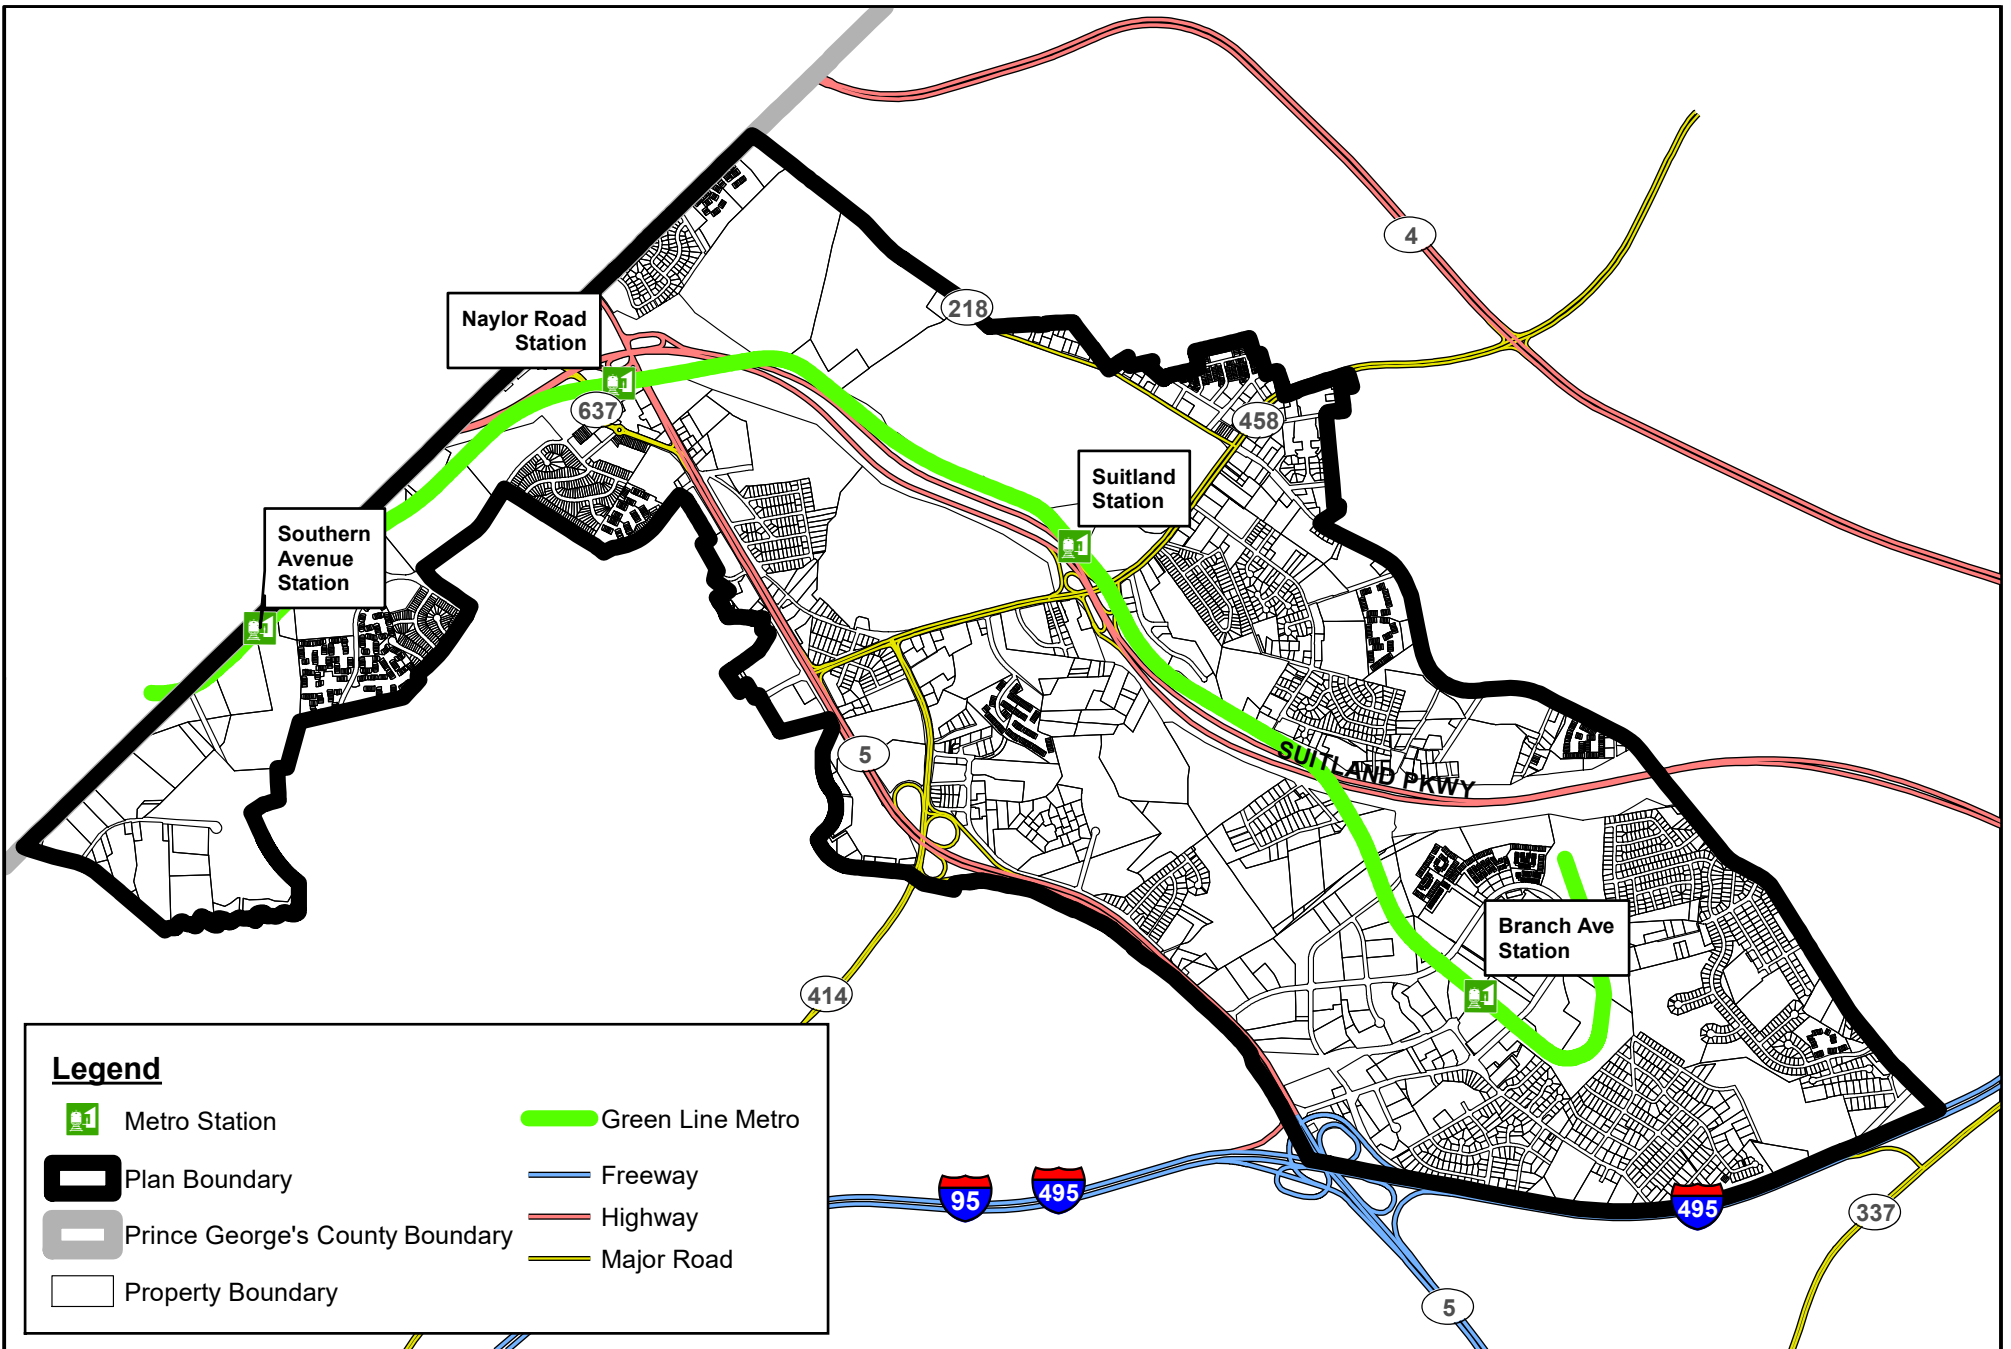 4
218
Naylor Road
Station
637
458
Suitland
Station
Southern
Avenue
Station
5
SUITLAND PKWY
Branch Ave
Station
414
Legend
Metro Station
Plan Boundary
Prince George's County Boundary
Property Boundary
Green Line Metro
Freeway
Highway
Major Road
95
495
495
337
5